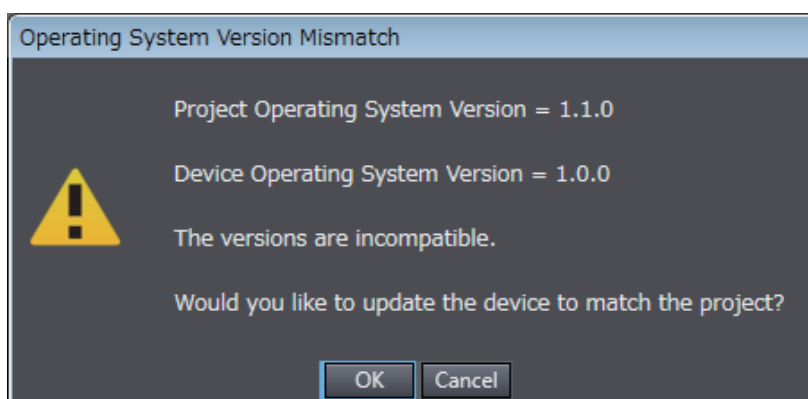 Operating System Version Mismatch
Project Operating System Version = 1.1.0
Device Operating System Version = 1.0.0
The versions are incompatible.
Would you like to update the device to match the project?
OK Cancel